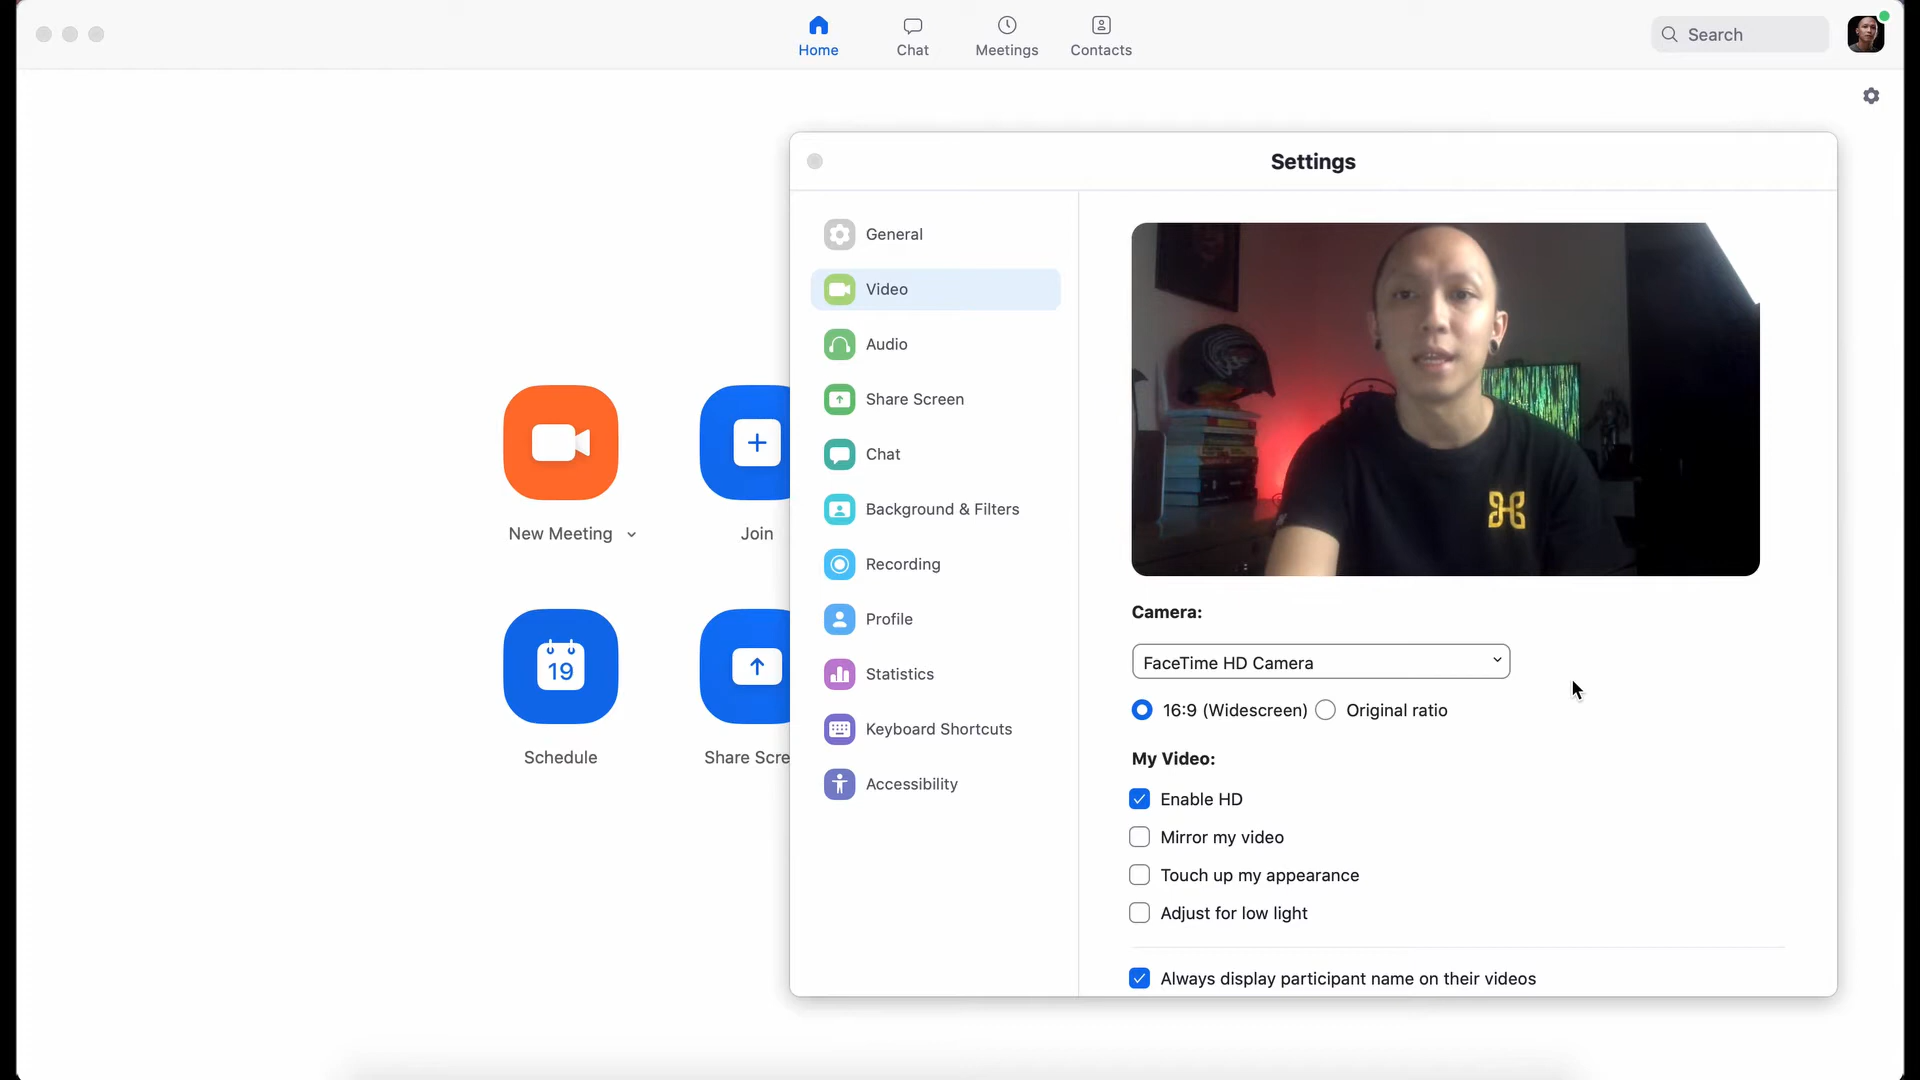 Home
Chat
Meetings
Contacts
Search
Settings
General
Video
Audio
Share Screen
Chat
Background & Filters
Recording
Profile
Statistics
Keyboard Shortcuts
Accessibility
New Meeting
Join
19
Schedule
Share Scre
Camera:
FaceTime HD Camera
16:9 (Widescreen)
Original ratio
My Video:
Enable HD
Mirror my video
Touch up my appearance
Adjust for low light
Always display participant name on their videos